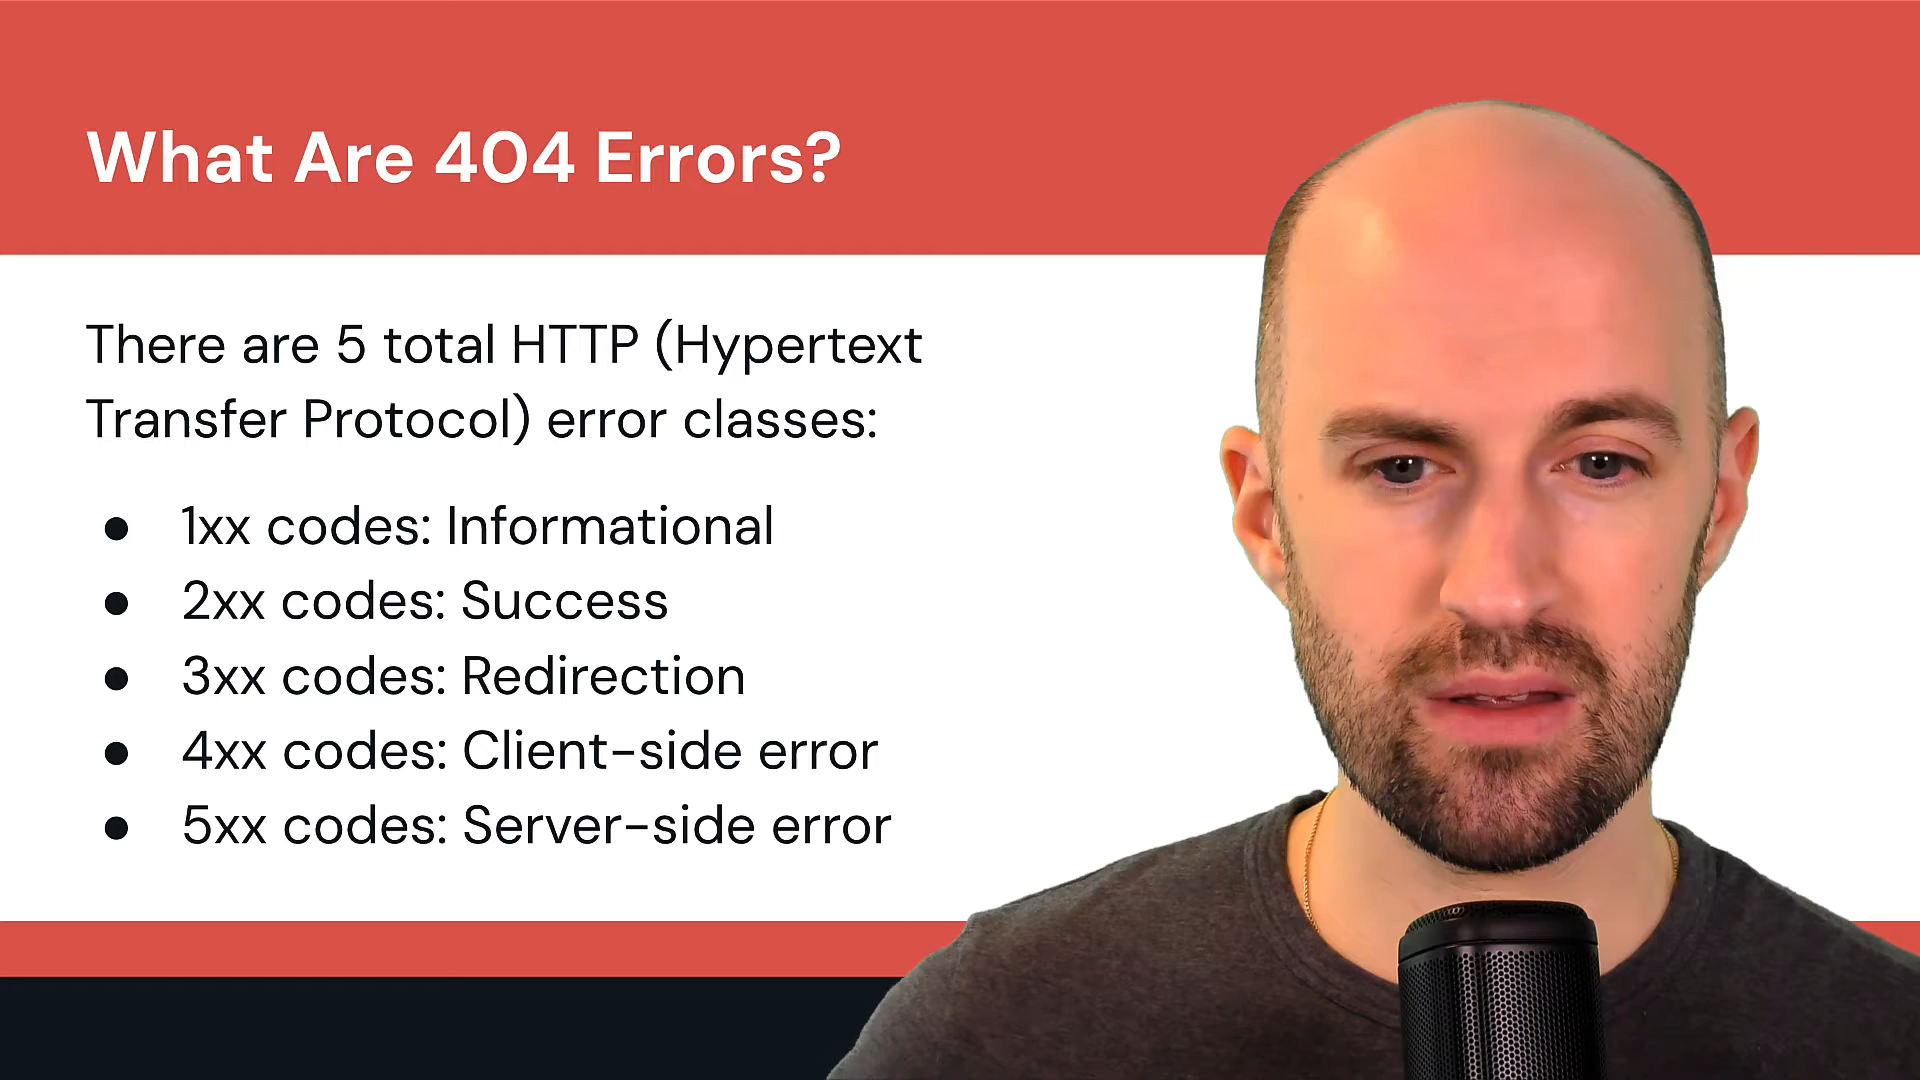 What Are 404 Errors?
There are 5 total HTTP (Hypertext
Transfer Protocol) error classes:
● 1xx codes: Informational
● 2xx codes: Success
● 3xx codes: Redirection
● 4xx codes: Client-side error
● 5xx codes: Server-side error